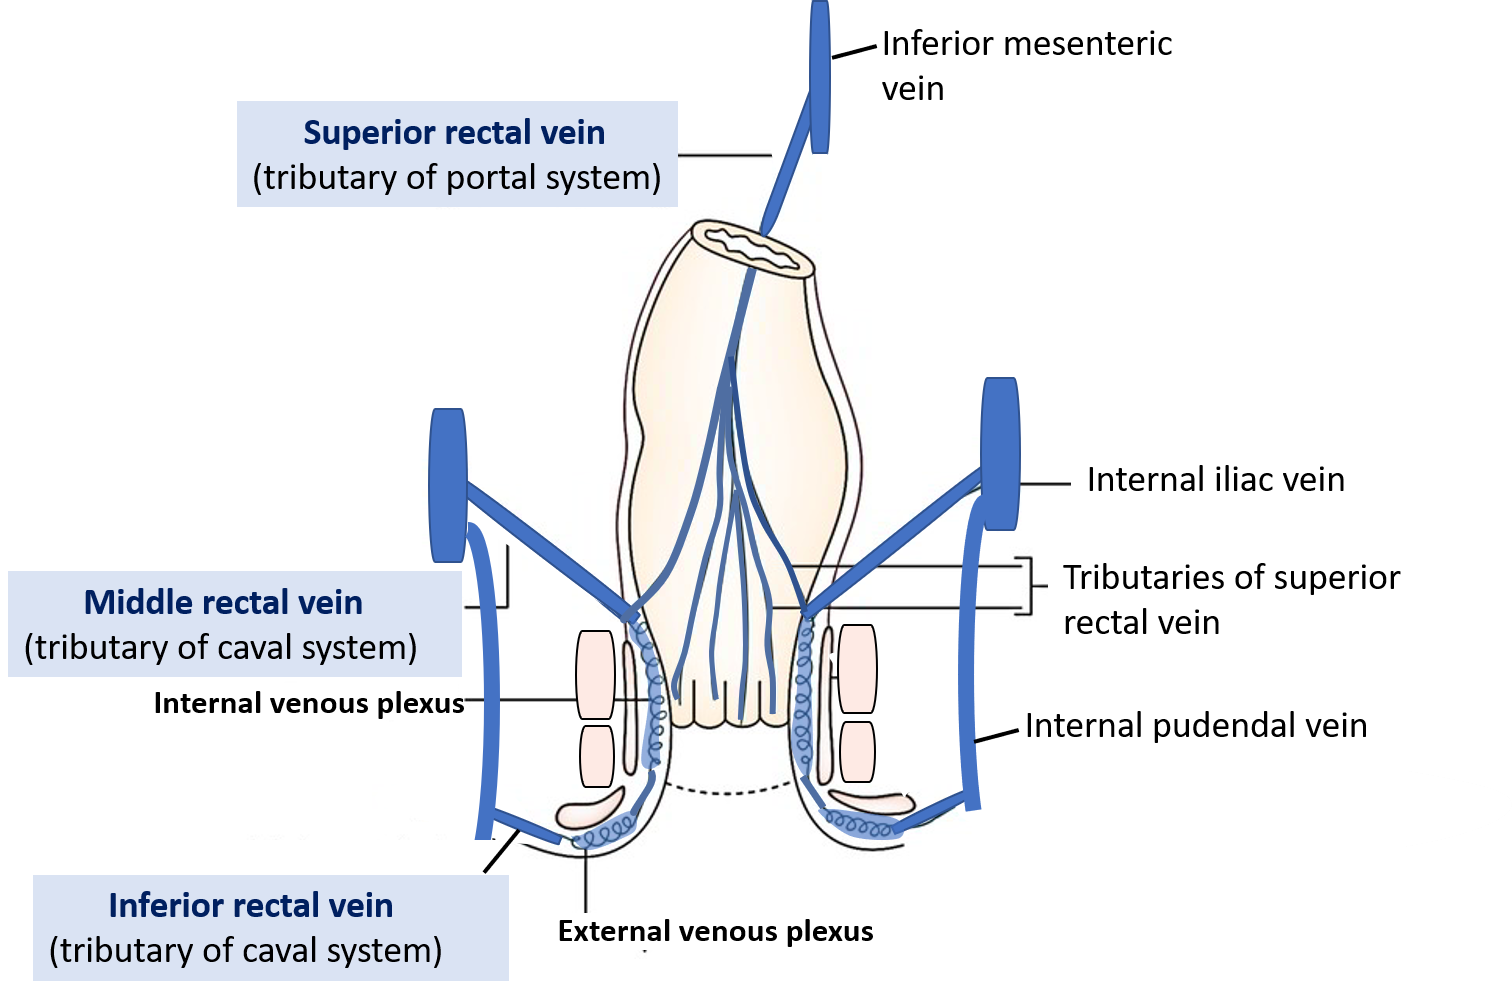 Inferior mesenteric
vein
Superior rectal vein
(tributary of portal system)
Internal iliac vein
Middle rectal vein
(tributary of caval system)
Tributaries of superior
rectal vein
Internal venous plexus
Internal pudendal vein
Inferior rectal vein
(tributary of caval system)
External venous plexus